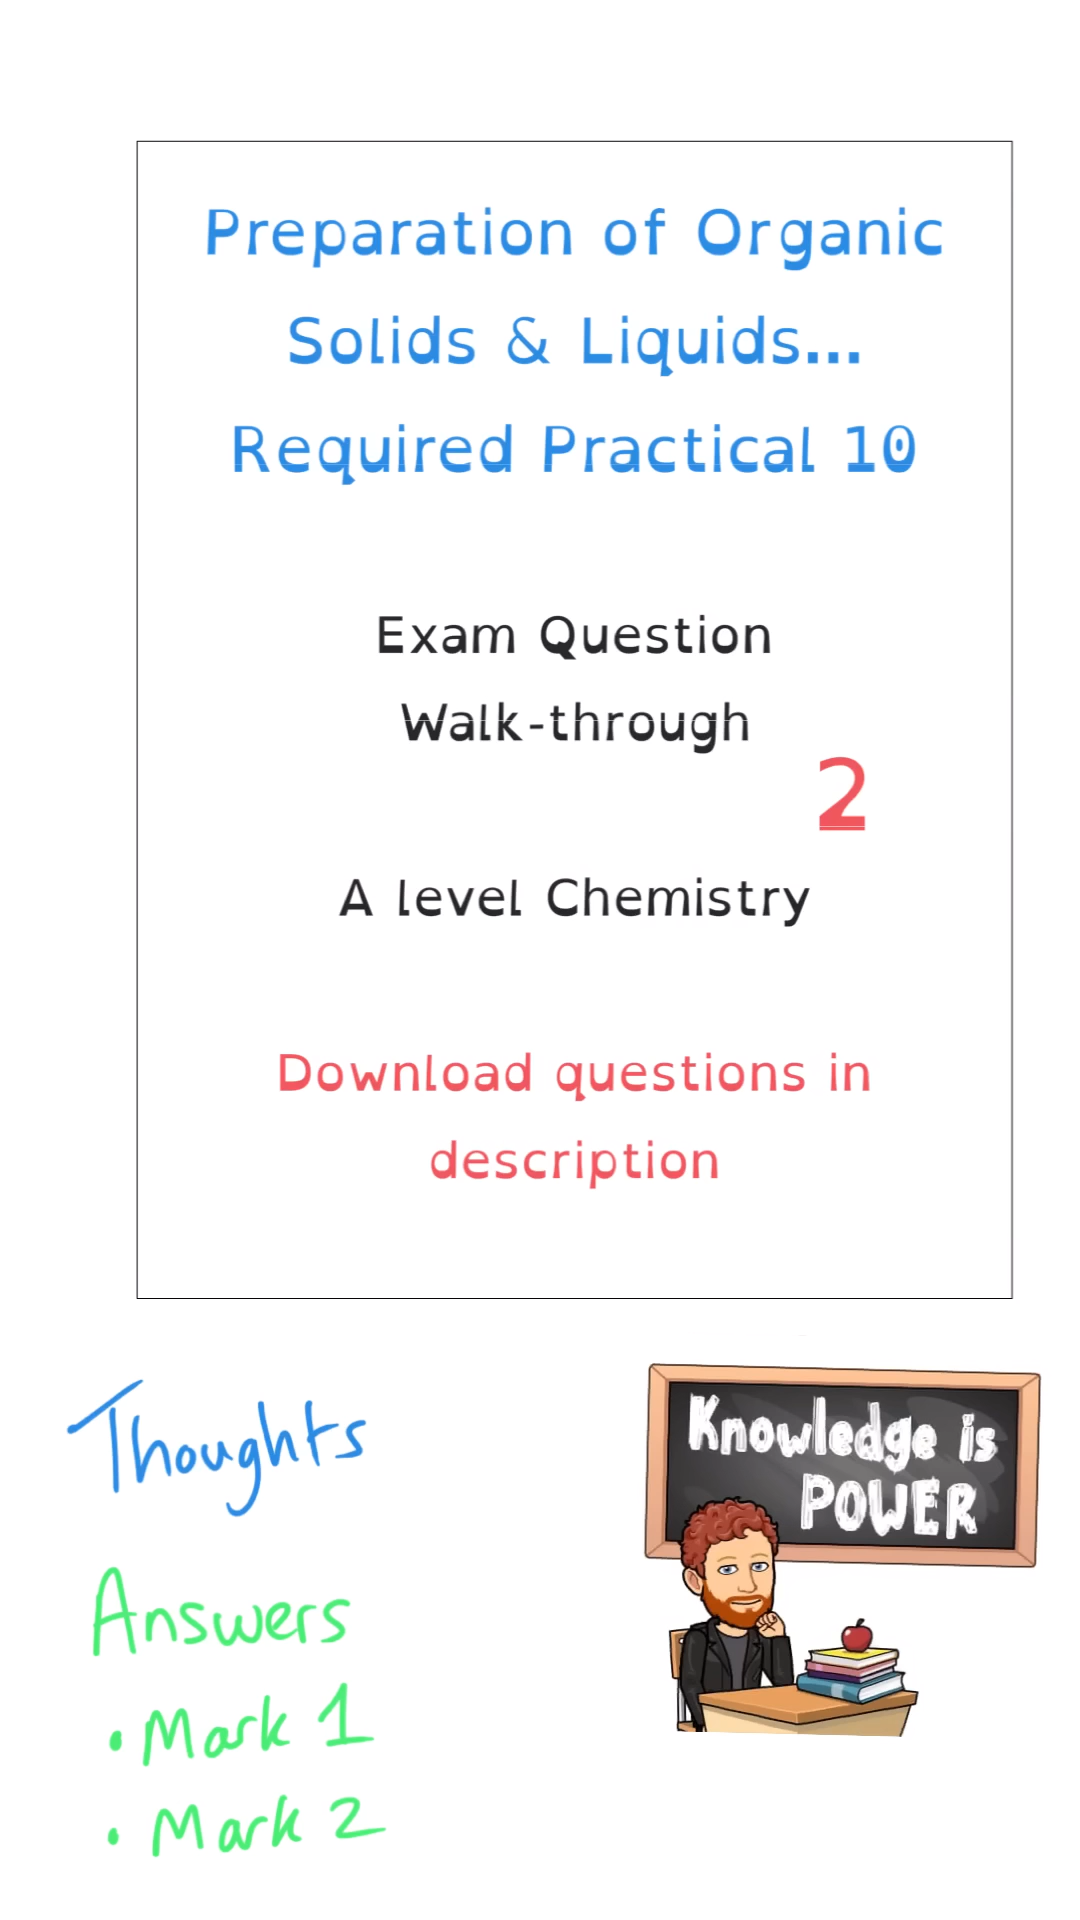 Preparation of Organic
Solids & Liquids...
Required Practical 10
Exam Question
Walk-through
2
A level Chemistry
Download questions in
description
Thoughts
Answers
• Mark 1
• Mark 2
Knowledge is
POWER